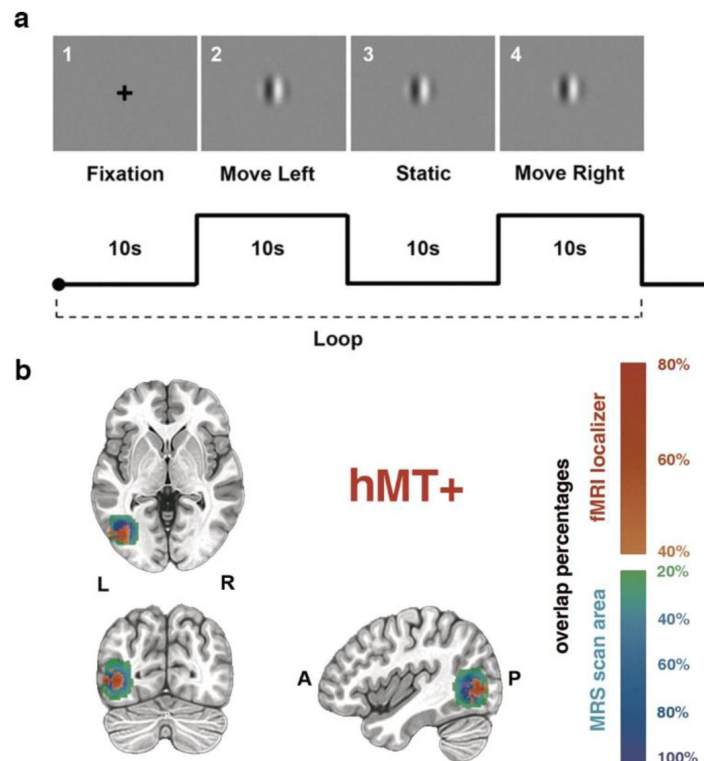 a
1 2 3 4
+
Fixation Move Left Static Move Right
10s 10s 10s 10s
Loop
b
hMT+
L R
A P
overlap percentages
fMRI localizer
80%
60%
40%
MRS scan area
20%
40%
60%
80%
100%